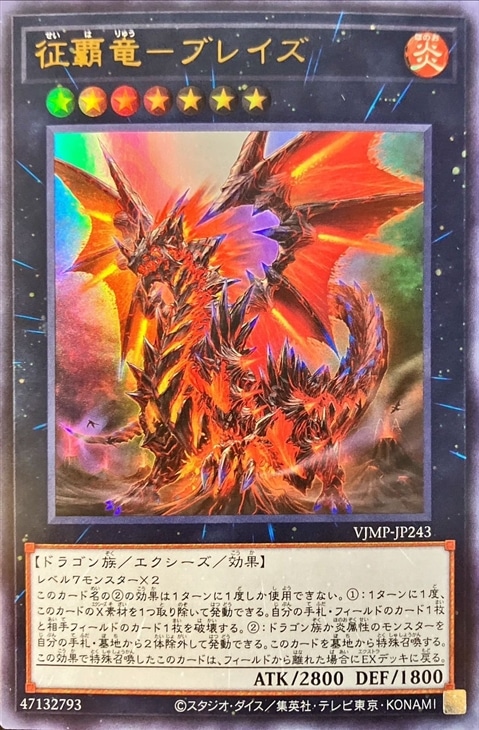 征覇竜－ブレイズ
炎
VJMP-JP243
【ドラゴン族／エクシーズ／効果】
レベル７モンスター×２
このカード名の②の効果は１ターンに１度しか使用できない。①：１ターンに１度、
このカードのＸ素材を１つ取り除いて発動できる。自分の手札・フィールドのカード１枚
と相手フィールドのカード１枚を破壊する。②：ドラゴン族か炎属性のモンスターを
自分の手札・墓地から２体除外して発動できる。このカードを墓地から特殊召喚する。
この効果で特殊召喚したこのカードは、フィールドから離れた場合にEXデッキに戻る。
ATK/2800 DEF/1800
47132793
©スタジオ・ダイス／集英社・テレビ東京・KONAMI